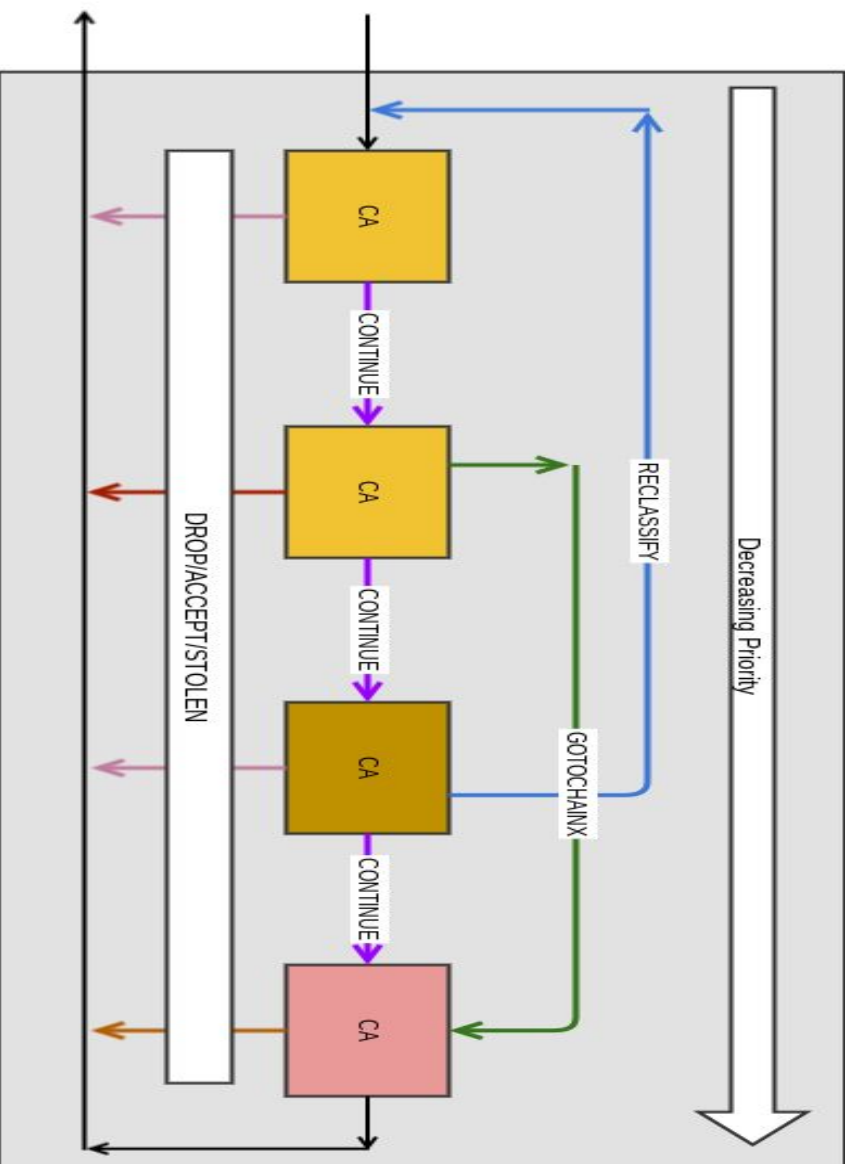 Decreasing Priority
RECLASSIFY
GOTOCHAINX
CA
CONTINUE
CA
CONTINUE
CA
CONTINUE
CA
DROP/ACCEPT/STOLEN